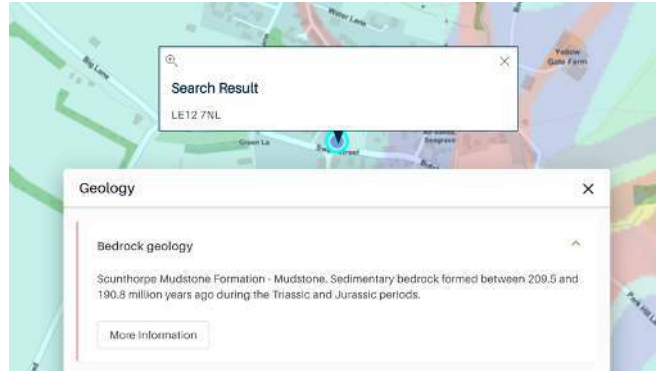 Water Lane
Big Lane
Yellow
Gate Farm
Search Result
LE12 7NL
Green La
Seagrave
Geology
Bedrock geology
Scunthorpe Mudstone Formation - Mudstone. Sedimentary bedrock formed between 209.5 and
190.8 million years ago during the Triassic and Jurassic periods.
More Information
Park Hill La